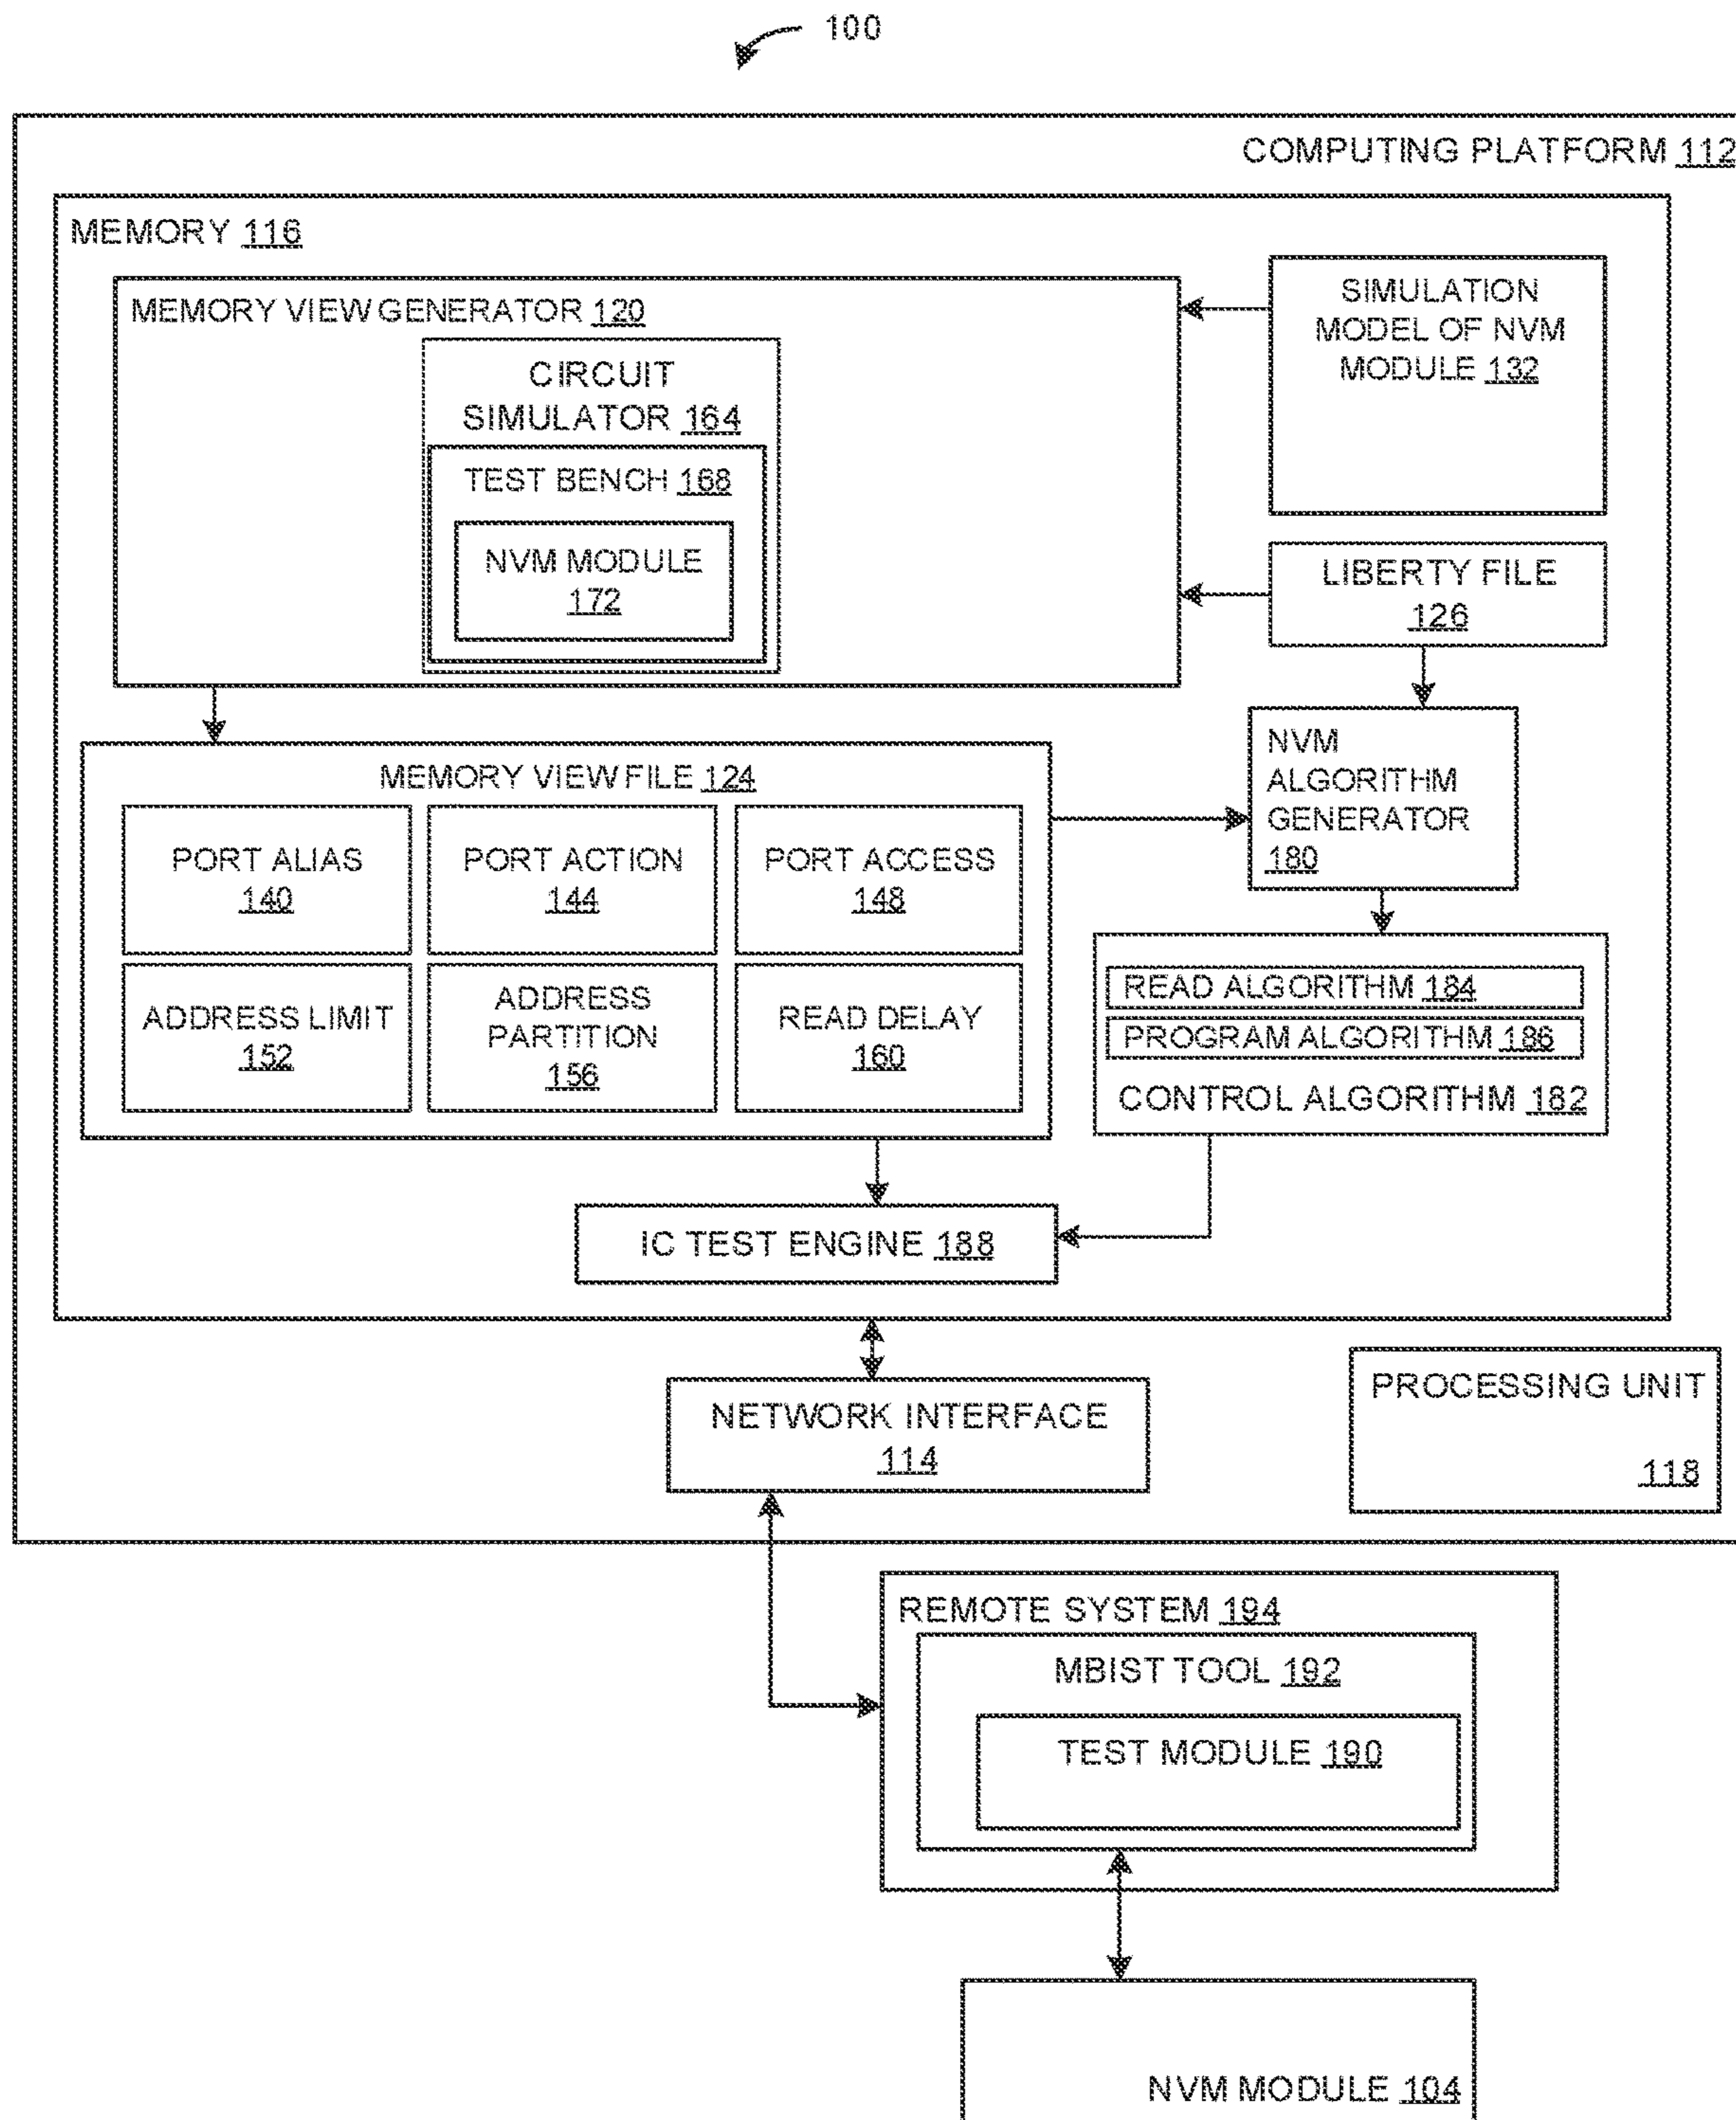 100
COMPUTING PLATFORM 112
MEMORY 116
MEMORY VIEW GENERATOR 120
CIRCUIT
SIMULATOR 164
TEST BENCH 168
NVM MODULE
172
SIMULATION
MODEL OF NVM
MODULE 132
LIBERTY FILE
126
MEMORY VIEW FILE 124
PORT ALIAS
140
PORT ACTION
144
PORT ACCESS
148
ADDRESS LIMIT
152
ADDRESS
PARTITION
156
READ DELAY
160
NVM
ALGORITHM
GENERATOR
180
READ ALGORITHM 184
PROGRAM ALGORITHM 186
CONTROL ALGORITHM 182
IC TEST ENGINE 188
NETWORK INTERFACE
114
PROCESSING UNIT
118
REMOTE SYSTEM 194
MBIST TOOL 192
TEST MODULE 190
NVM MODULE 104